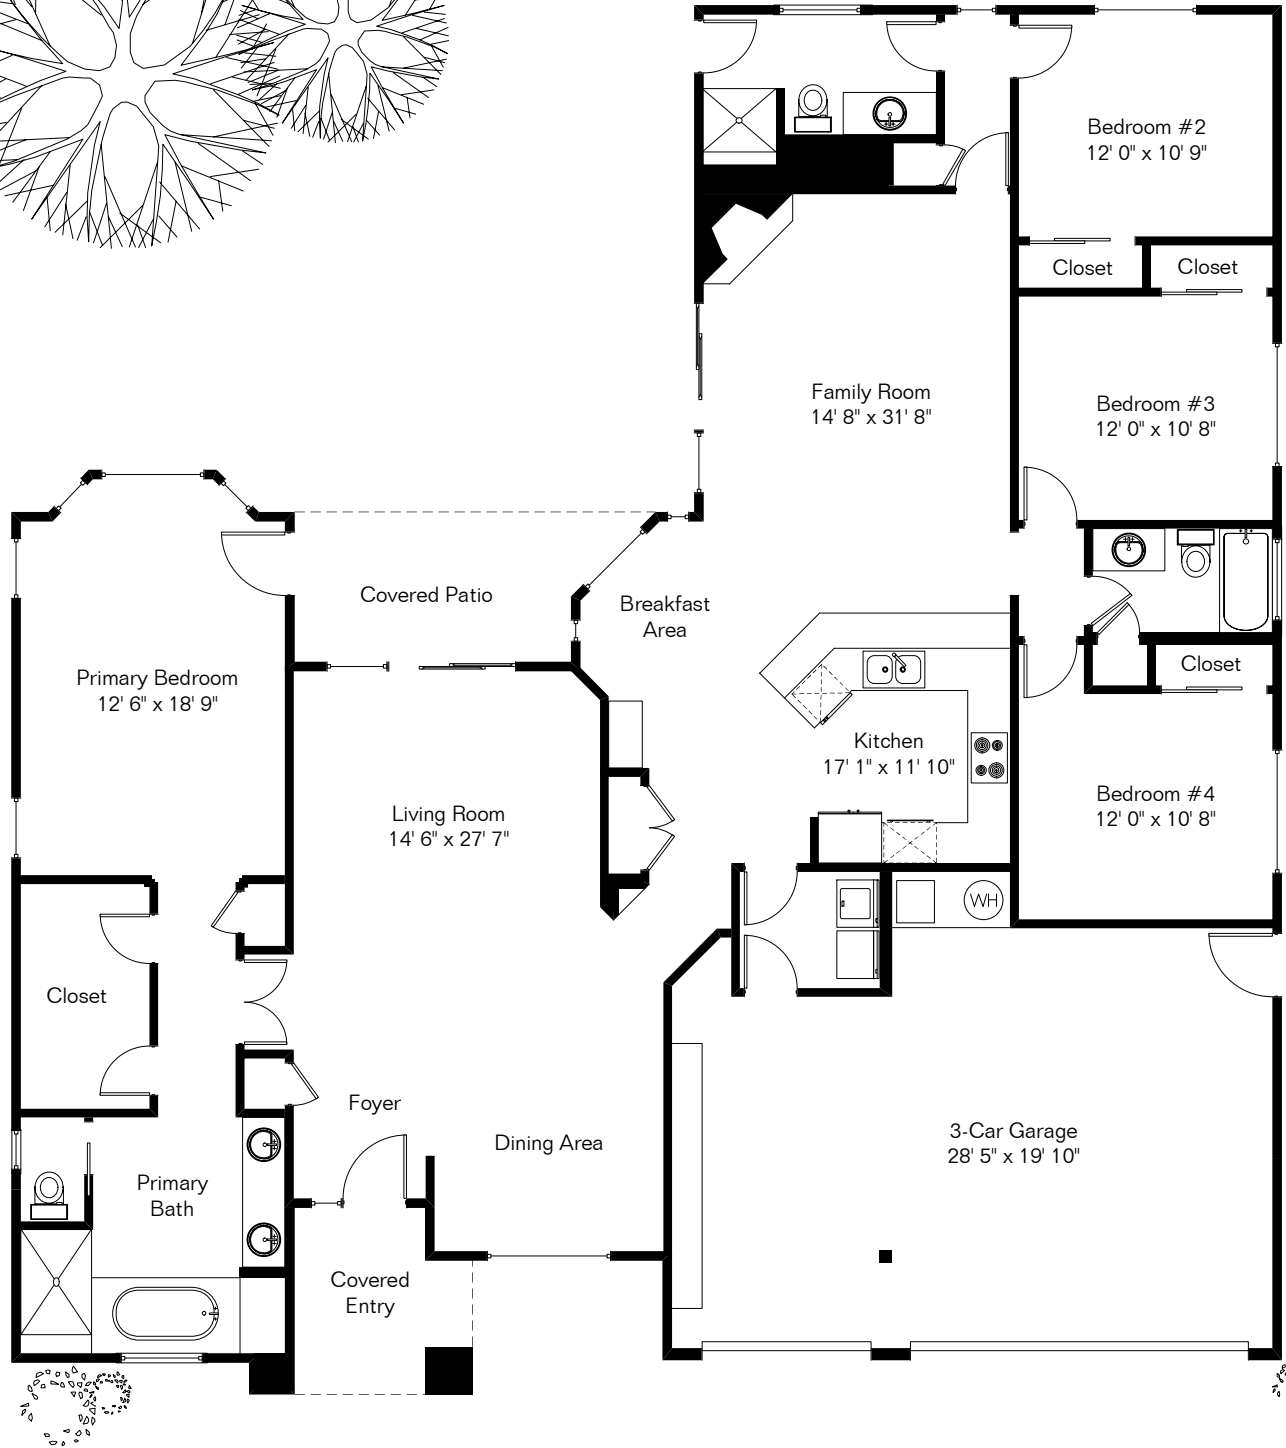 Bedroom #2
12' 0" x 10' 9"
Closet
Closet
Family Room
14' 8" x 31' 8"
Bedroom #3
12' 0" x 10' 8"
Covered Patio
Breakfast
Area
Primary Bedroom
12' 6" x 18' 9"
Closet
Kitchen
17' 1" x 11' 10"
Living Room
14' 6" x 27' 7"
Bedroom #4
12' 0" x 10' 8"
WH
Closet
Foyer
Dining Area
3-Car Garage
28' 5" x 19' 10"
Primary
Bath
Covered
Entry